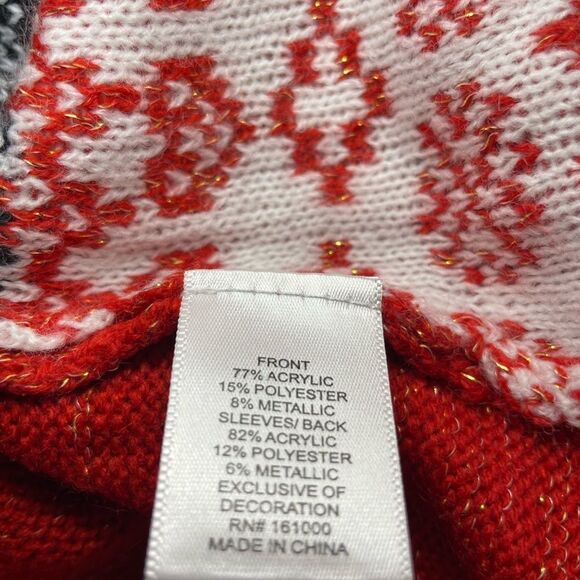 FRONT
77% ACRYLIC
15% POLYESTER
8% METALLIC
SLEEVES/ BACK
82% ACRYLIC
12% POLYESTER
6% METALLIC
EXCLUSIVE OF
DECORATION
RN# 161000
MADE IN CHINA